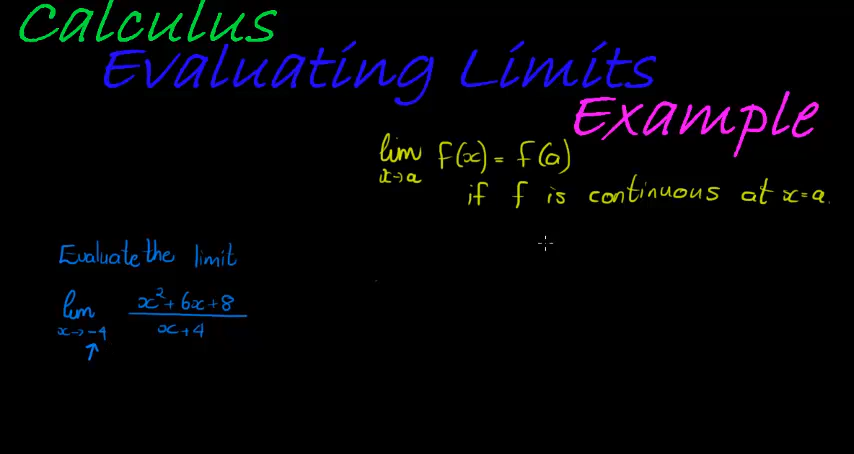 Calculus
Evaluating Limits
Example
lim f(x) = f(a)
x→a
if f is continuous at x=a.
Evaluate the limit
lim x²+6x+8
x→-4 x+4
↑